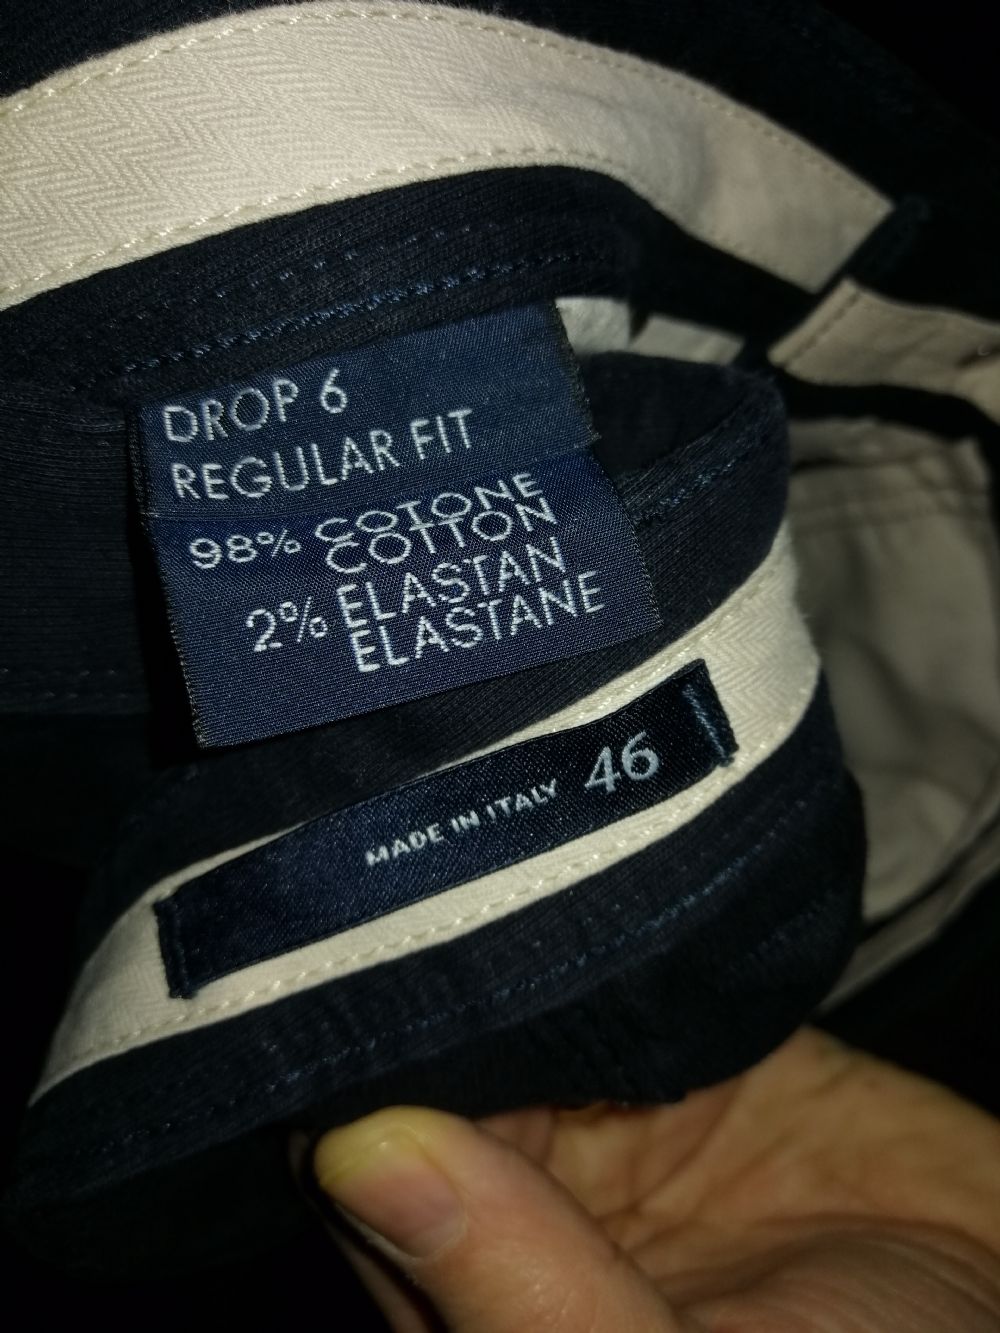 DROP 6
REGULAR FIT
98% COTONE
COTTON
2% ELASTAN
ELASTANE
MADE IN ITALY 46